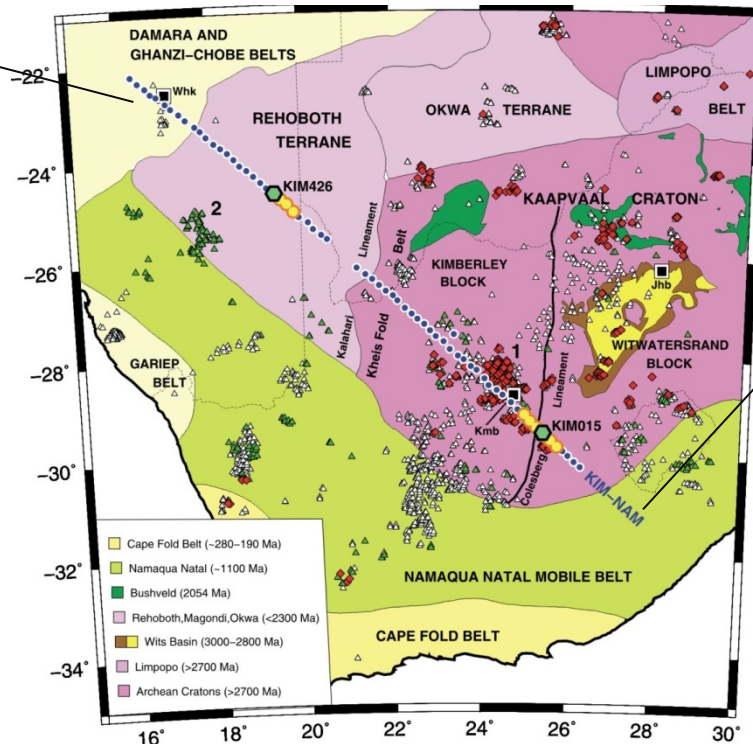 DAMARA AND
GHANZI–CHOBE BELTS
LIMPOPO
BELT
Whk
OKWA TERRANE
REHOBOTH
TERRANE
KIM426
KAAPVAAL CRATON
2
Lineament
Belt
KIMBERLEY
BLOCK
Jhb
Kalahari
Kheis Fold
WITWATERSRAND
BLOCK
GARIEP
BELT
1
Lineament
Kmb
KIM015
Colesberg
KIM–NAM
NAMAQUA NATAL MOBILE BELT
CAPE FOLD BELT
Cape Fold Belt (~280–190 Ma)
Namaqua Natal (~1100 Ma)
Bushveld (2054 Ma)
Rehoboth,Magondi,Okwa (<2300 Ma)
Wits Basin (3000–2800 Ma)
Limpopo (>2700 Ma)
Archean Cratons (>2700 Ma)
−22˚
−24˚
−26˚
−28˚
−30˚
−32˚
−34˚
16˚ 18˚ 20˚ 22˚ 24˚ 26˚ 28˚ 30˚